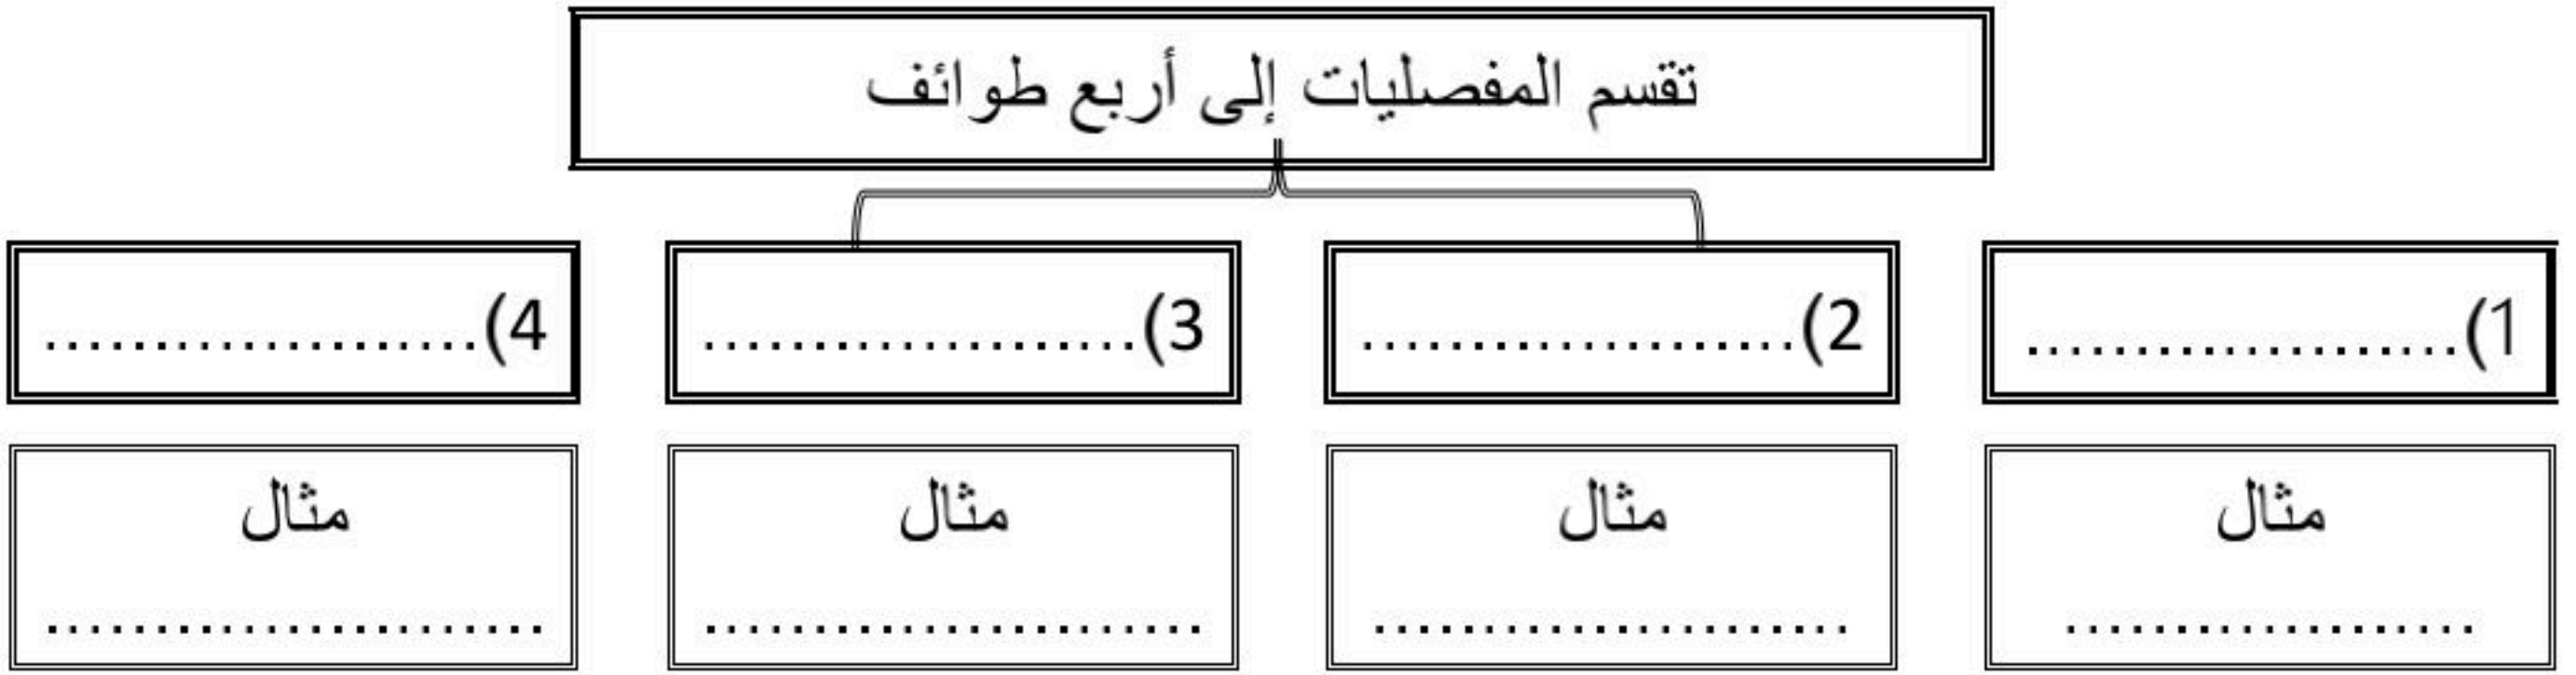 تقسم المفصليات إلى أربع طوائف
1)....................
2)....................
3)....................
4)....................
مثال
...................
مثال
......................
مثال
.......................
مثال
.......................